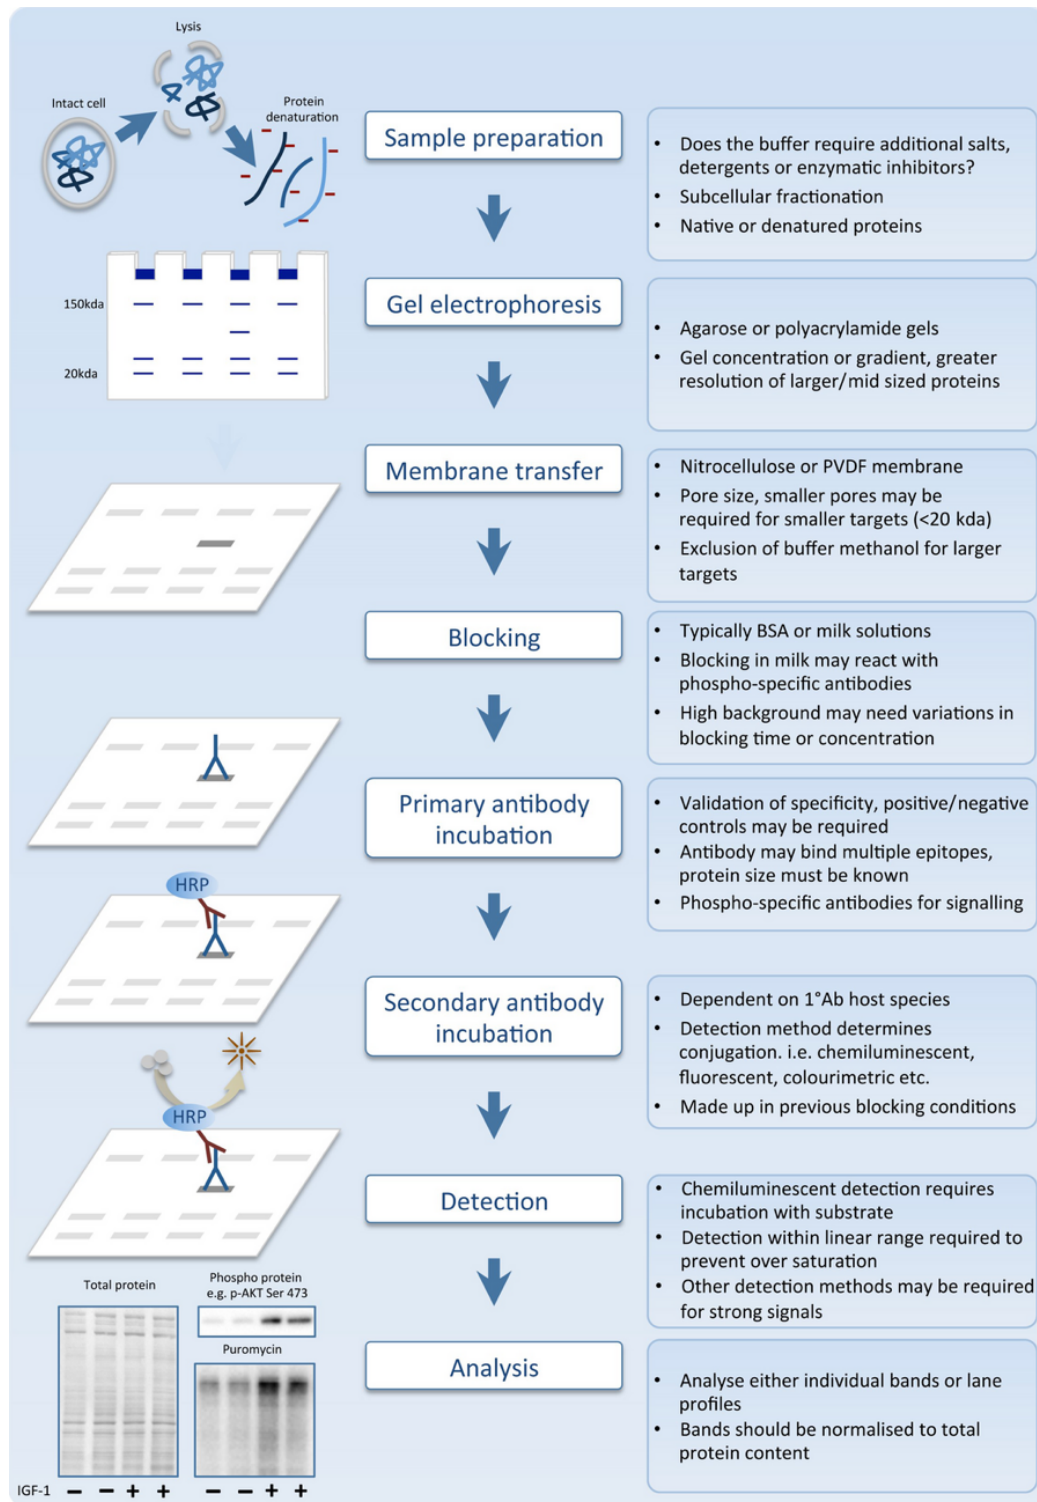 Lysis
Intact cell
Protein
denaturation
Sample preparation
• Does the buffer require additional salts,
detergents or enzymatic inhibitors?
• Subcellular fractionation
• Native or denatured proteins
150kda
20kda
Gel electrophoresis
• Agarose or polyacrylamide gels
• Gel concentration or gradient, greater
resolution of larger/mid sized proteins
Membrane transfer
• Nitrocellulose or PVDF membrane
• Pore size, smaller pores may be
required for smaller targets (<20 kda)
• Exclusion of buffer methanol for larger
targets
Blocking
• Typically BSA or milk solutions
• Blocking in milk may react with
phospho-specific antibodies
• High background may need variations in
blocking time or concentration
Primary antibody
incubation
• Validation of specificity, positive/negative
controls may be required
• Antibody may bind multiple epitopes,
protein size must be known
• Phospho-specific antibodies for signalling
HRP
Secondary antibody
incubation
• Dependent on 1°Ab host species
• Detection method determines
conjugation. i.e. chemiluminescent,
fluorescent, colourimetric etc.
• Made up in previous blocking conditions
HRP
Detection
• Chemiluminescent detection requires
incubation with substrate
• Detection within linear range required to
prevent over saturation
• Other detection methods may be required
for strong signals
Total protein
Phospho protein
e.g. p-AKT Ser 473
Puromycin
Analysis
• Analyse either individual bands or lane
profiles
• Bands should be normalised to total
protein content
IGF-1 − − + + − − + +